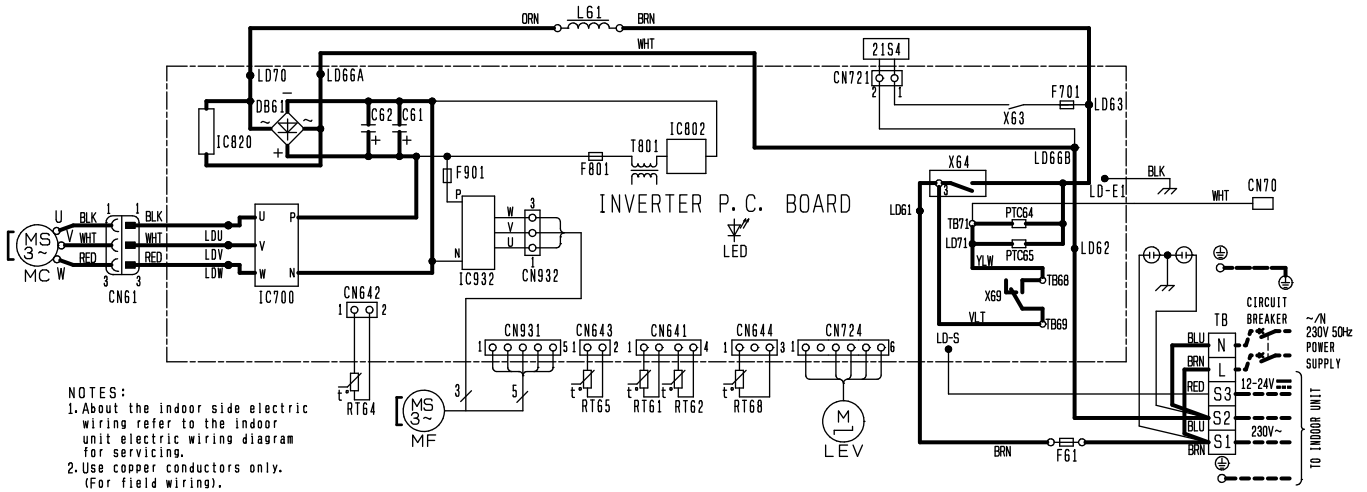 ORN L61 BRN
WHT
21S4
CN721
2 1
F701
LD63
X63
LD70 LD66A
DB61
−
~ ~
+
IC820
C62 C61
+ +
T801 IC802
F801
F901
LD66B
X64
3
LD61
LD-E1
BLK
WHT CN70
INVERTER P.C. BOARD
LED
PTC64
TB71
LD71
PTC65
YLW
LD62
TB68
X69
VLT
TB69
LD-S
U BLK 1 1 BLK
V WHT WHT LDU
W RED RED LDV
3 3 LDW
MS
3~
MC
CN61
U P
V
W N
IC700
P
N
W
V
U
3
1
IC932
CN932
CN642
1 2
t°
RT64
CN931
1 5
CN643
1 2
CN641
1 4
CN644
1 3
CN724
1 6
3 5
MS
3~
MF
t°
RT65
t°
RT61
t°
RT62
t°
RT68
M
LEV
CIRCUIT
BREAKER
TB
~/N
230V 50Hz
POWER
SUPPLY
BLU N
BRN L
RED S3
12-24V
S2
BLU
230V~
S1
BRN
BRN F61
TO INDOOR UNIT
NOTES:
1. About the indoor side electric
wiring refer to the indoor
unit electric wiring diagram
for servicing.
2. Use copper conductors only.
(For field wiring).